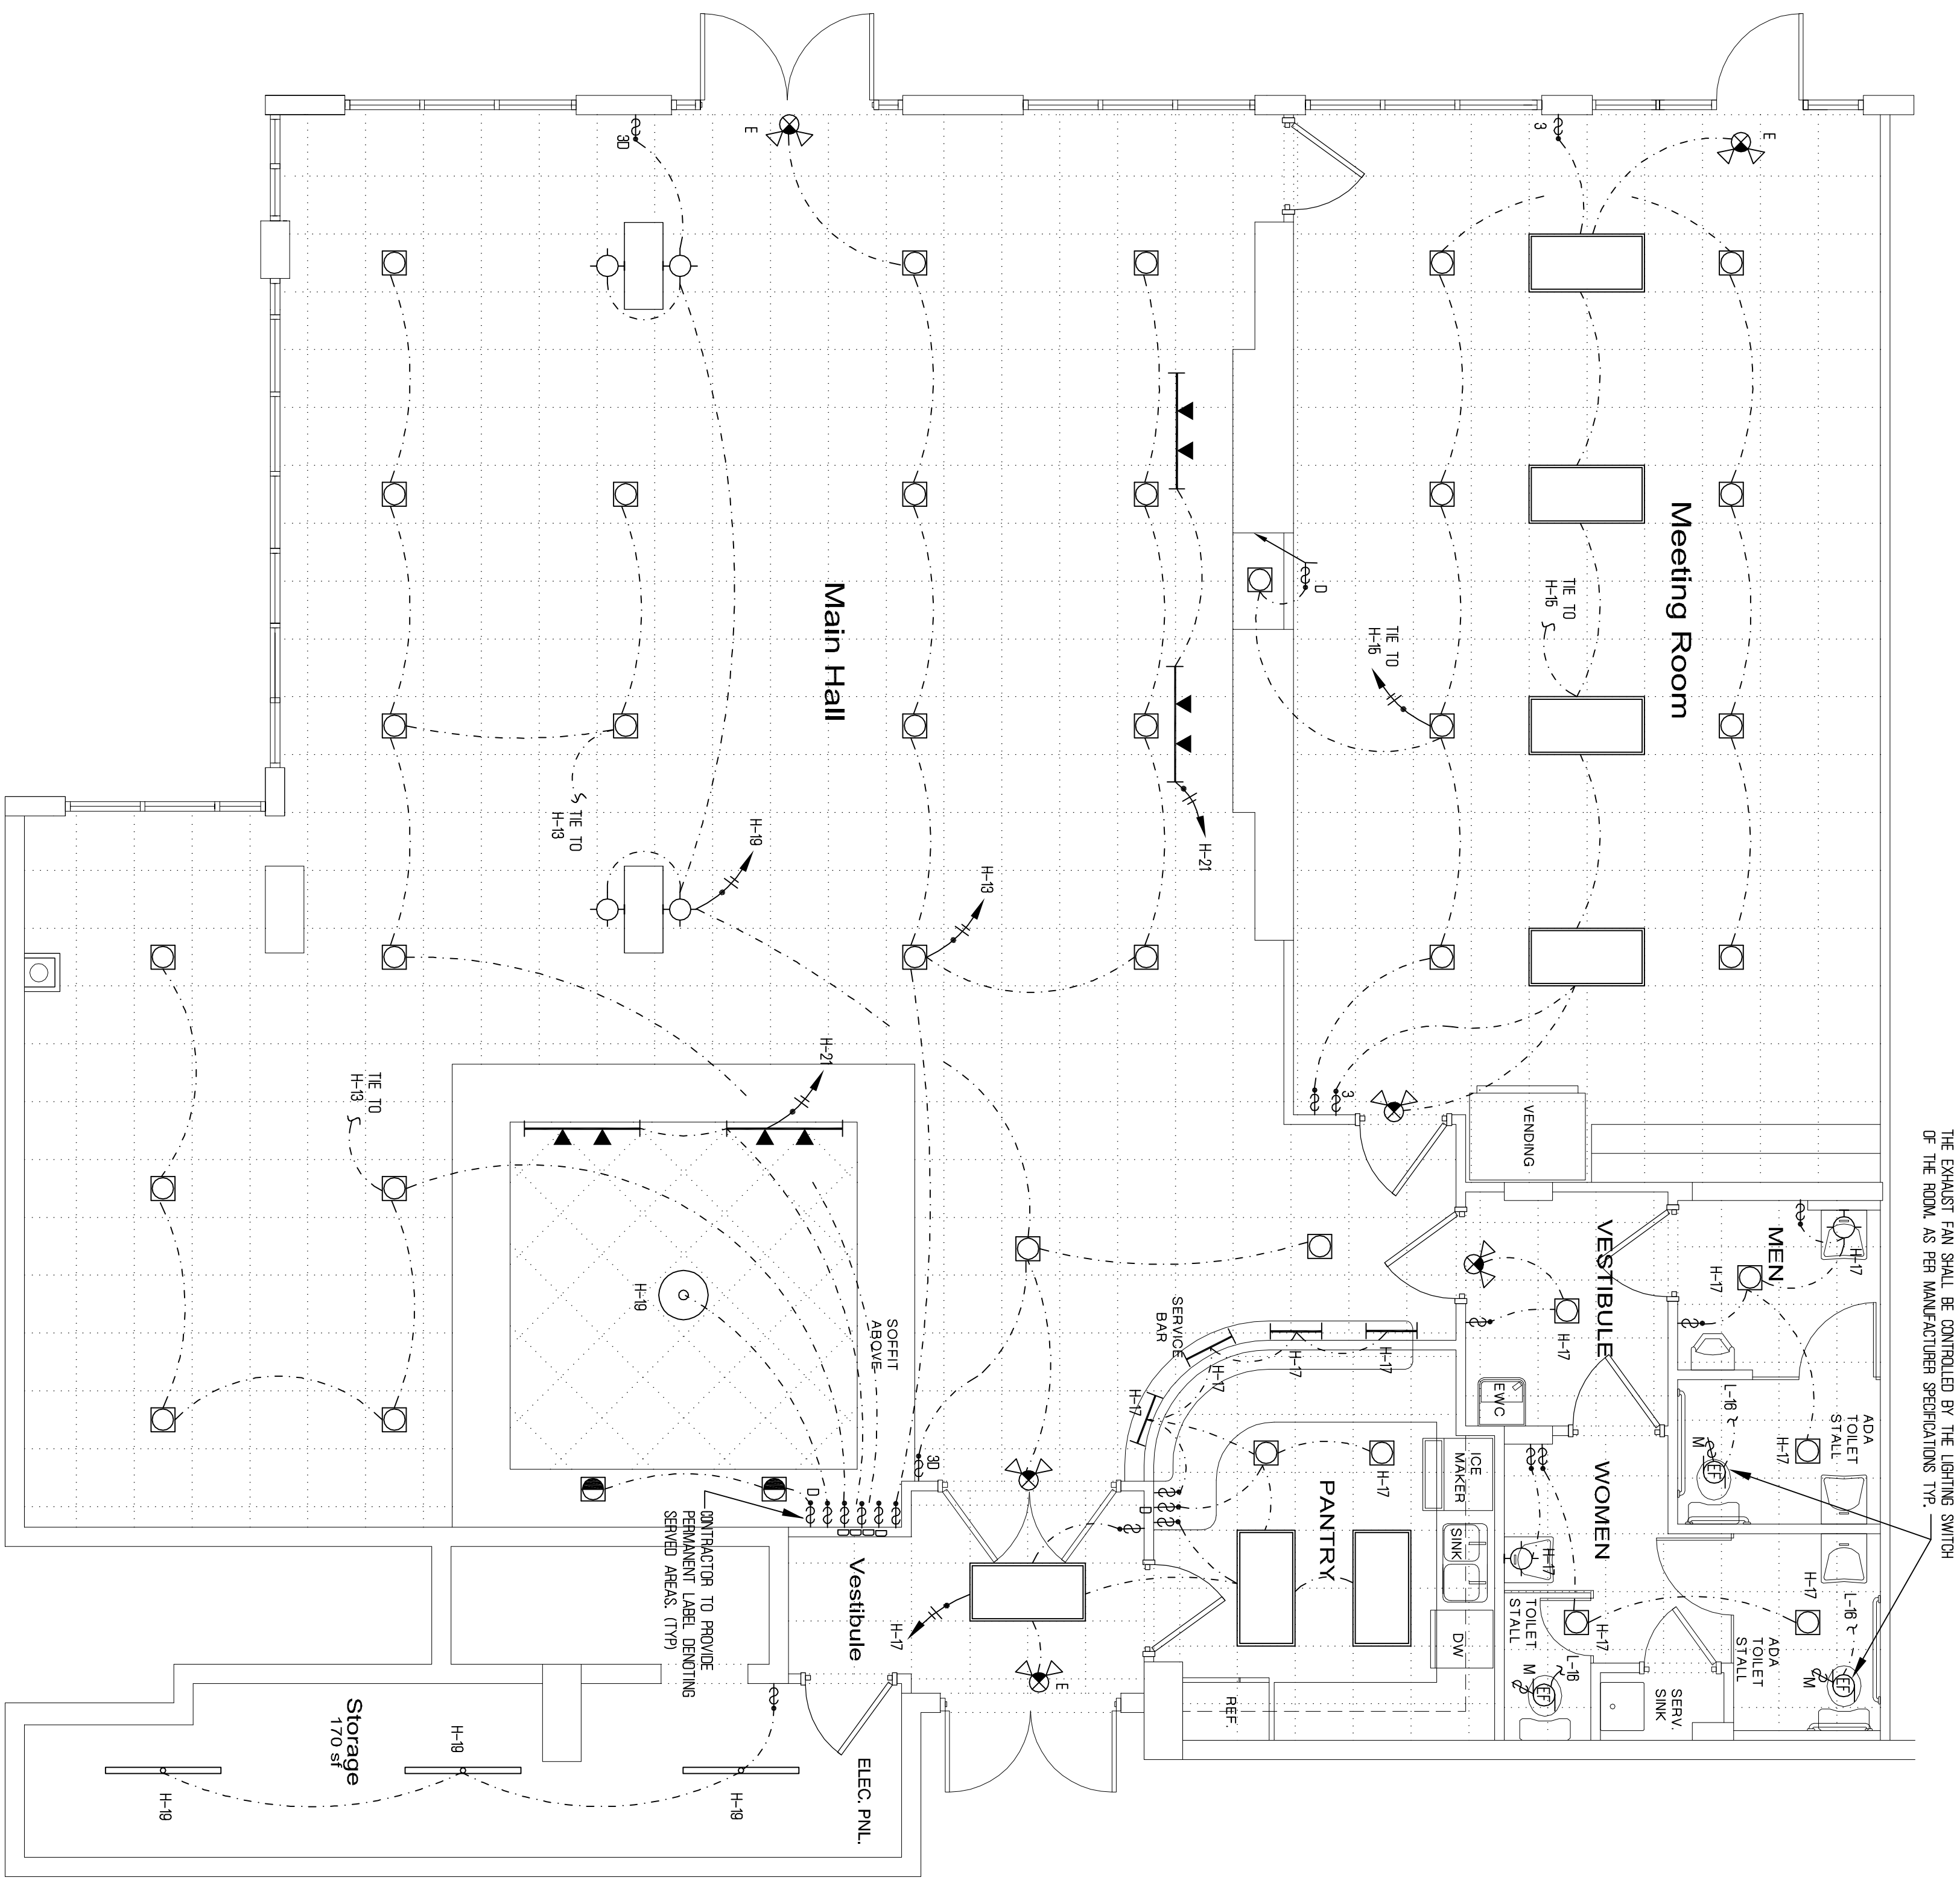 THE EXHAUST FAN SHALL BE CONTROLLED BY THE LIGHTING SWITCH
OF THE ROOM. AS PER MANUFACTURER SPECIFICATIONS TYP.
E
3
Meeting Room
TIE TO
H-15
TIE TO
H-15
D
3
VENDING
E
3D
Main Hall
TIE TO
H-13
H-19
H-13
H-21
H-21
TIE TO
H-13
H-19
SOFFIT
ABOVE
3D
D
D
D
D
D
CONTRACTOR TO PROVIDE
PERMANENT LABEL DENOTING
SERVED AREAS. (TYP)
MEN
H-17
H-17
ADA
TOILET
STALL
H-17
L-16
M
EF
VESTIBULE
H-17
EWC
WOMEN
H-17
H-17
TOILET
STALL
L-16
M
EF
H-17
L-16
ADA
TOILET
STALL
M
EF
SERV.
SINK
SERVICE
BAR
H-17
H-17
H-17
H-17
H-17
D
PANTRY
ICE
MAKER
SINK
DW
REF.
Vestibule
H-17
E
ELEC. PNL.
Storage
170 sf
H-19
H-19
H-19